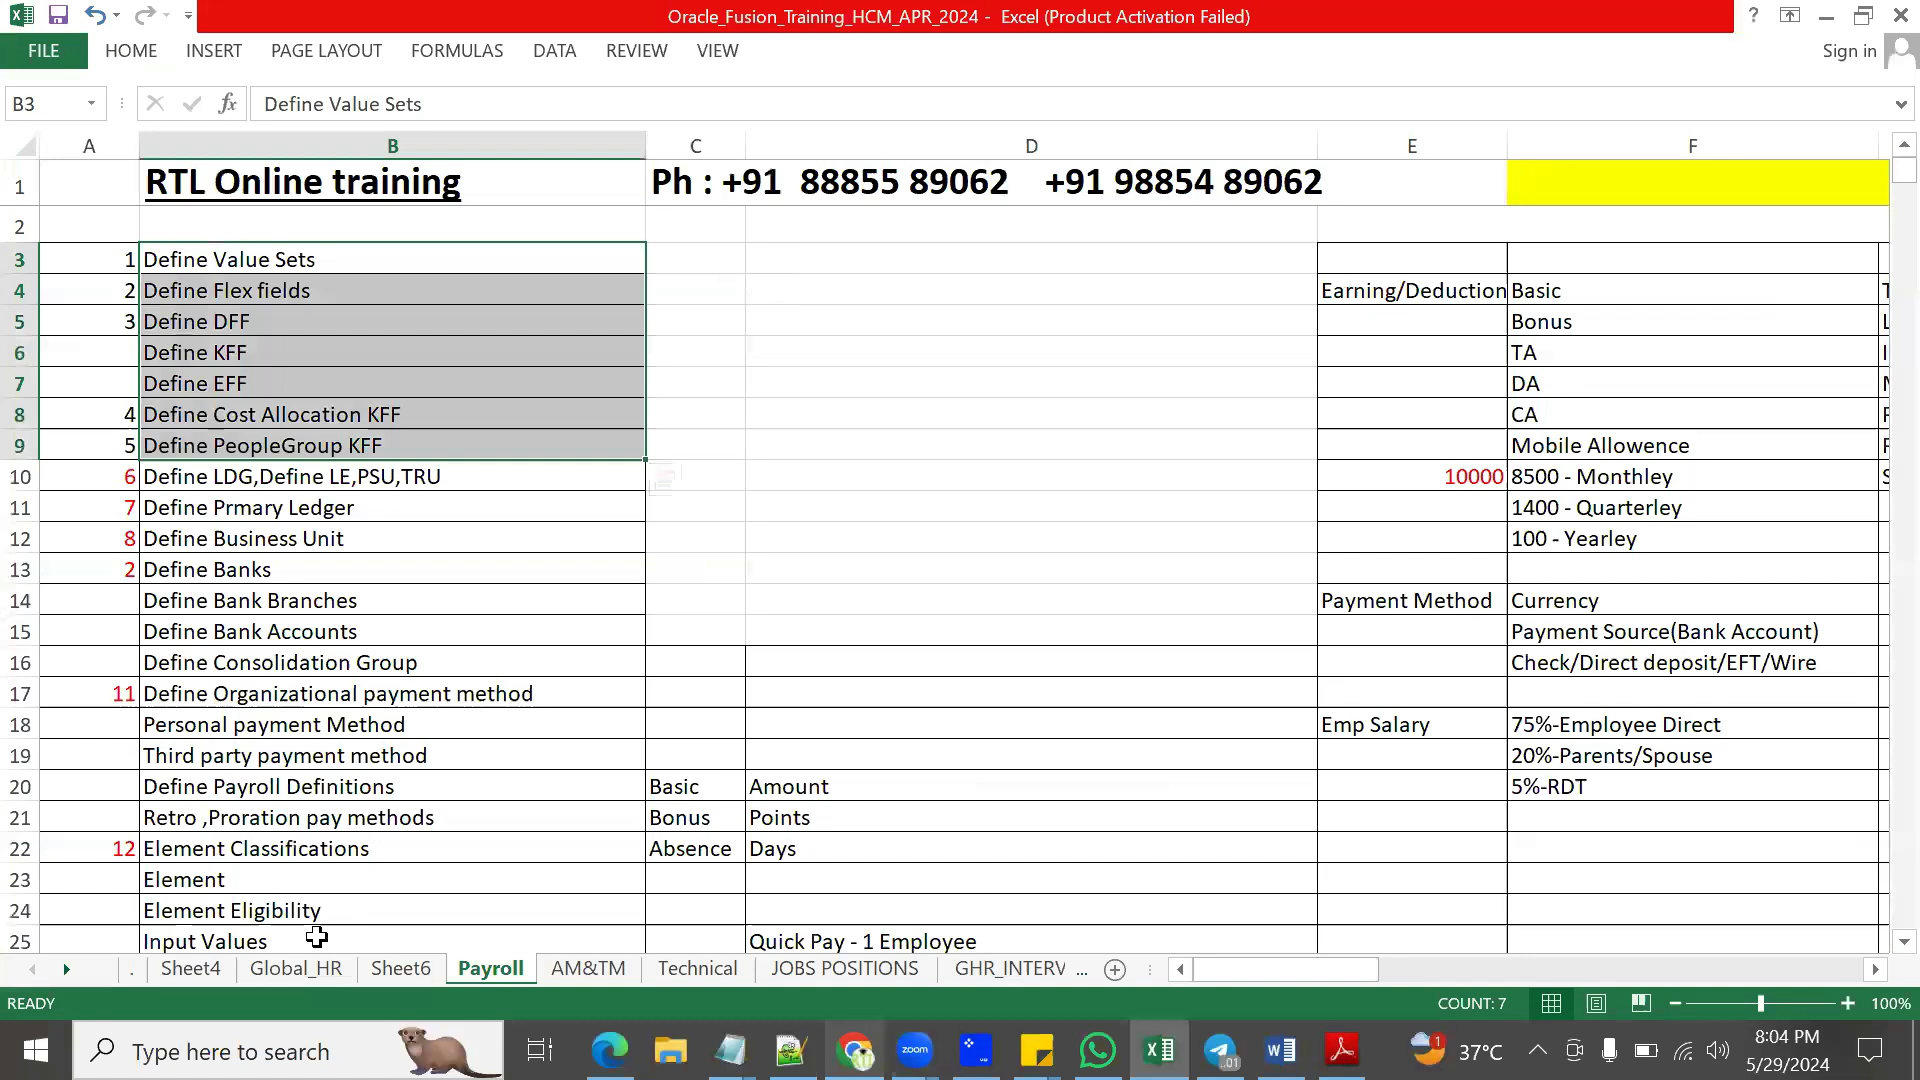 Oracle_Fusion_Training_HCM_APR_2024 - Excel (Product Activation Failed)
FILE HOME INSERT PAGE LAYOUT FORMULAS DATA REVIEW VIEW Sign in
B3 fx Define Value Sets
A B C D E F
1 RTL Online training Ph : +91 88855 89062 +91 98854 89062
2
3 1 Define Value Sets
4 2 Define Flex fields Earning/Deduction Basic
5 3 Define DFF Bonus
6 Define KFF TA
7 Define EFF DA
8 4 Define Cost Allocation KFF CA
9 5 Define PeopleGroup KFF Mobile Allowence
10 6 Define LDG,Define LE,PSU,TRU 10000 8500 - Monthley
11 7 Define Prmary Ledger 1400 - Quarterley
12 8 Define Business Unit 100 - Yearley
13 2 Define Banks
14 Define Bank Branches Payment Method Currency
15 Define Bank Accounts Payment Source(Bank Account)
16 Define Consolidation Group Check/Direct deposit/EFT/Wire
17 11 Define Organizational payment method
18 Personal payment Method Emp Salary 75%-Employee Direct
19 Third party payment method 20%-Parents/Spouse
20 Define Payroll Definitions Basic Amount 5%-RDT
21 Retro ,Proration pay methods Bonus Points
22 12 Element Classifications Absence Days
23 Element
24 Element Eligibility
25 Input Values Quick Pay - 1 Employee
. Sheet4 Global_HR Sheet6 Payroll AM&TM Technical JOBS POSITIONS GHR_INTERV ...
READY COUNT: 7 100%
Type here to search zoom 37°C 8:04 PM
5/29/2024